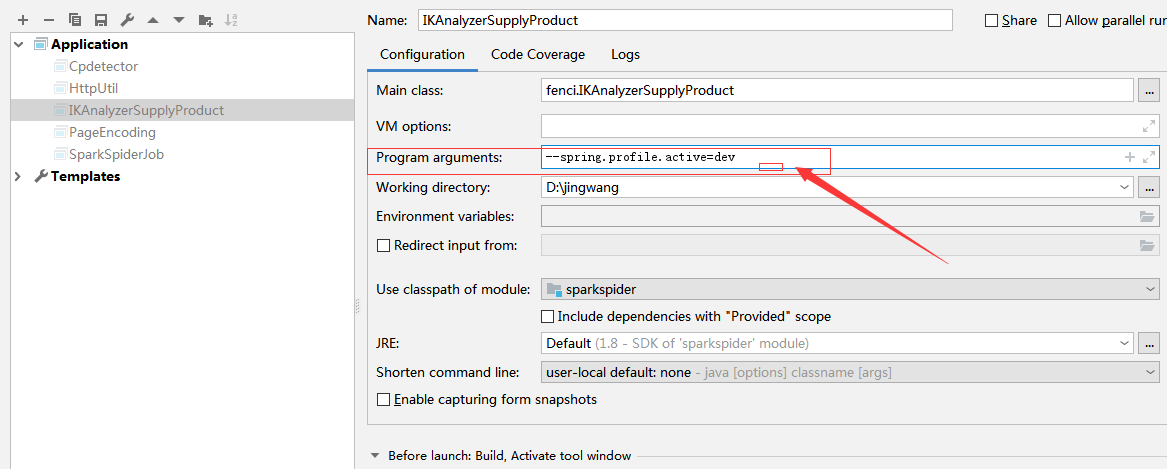 Name: IKAnalyzerSupplyProduct Share Allow parallel run
Application
Cpdetector
HttpUtil
IKAnalyzerSupplyProduct
PageEncoding
SparkSpiderJob
Templates
Configuration Code Coverage Logs
Main class: fenci.IKAnalyzerSupplyProduct ...
VM options:
Program arguments: --spring.profile.active=dev
Working directory: D:\jingwang ...
Environment variables:
Redirect input from:
Use classpath of module: sparkspider
Include dependencies with "Provided" scope
JRE: Default (1.8 - SDK of 'sparkspider' module) ...
Shorten command line: user-local default: none - java [options] classname [args]
Enable capturing form snapshots
Before launch: Build, Activate tool window